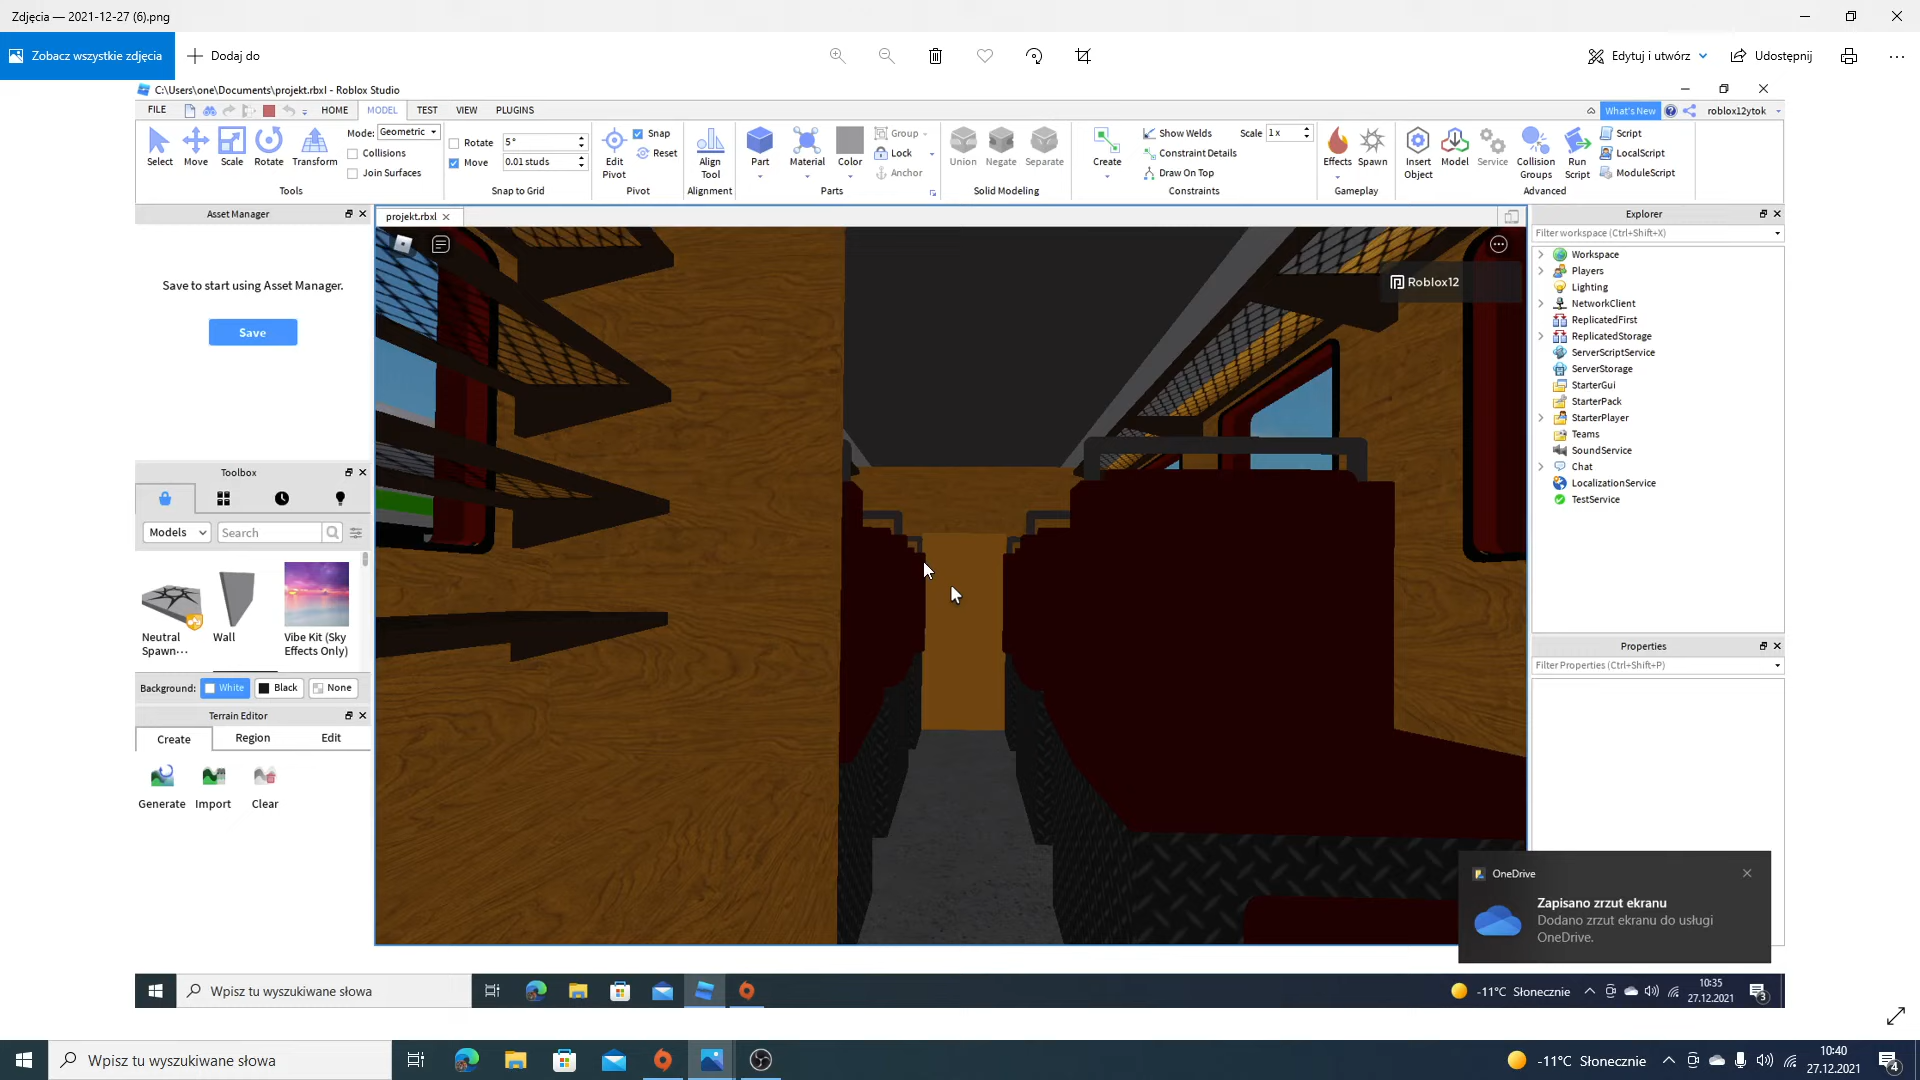 Zdjęcia — 2021-12-27 (6).png
Zobacz wszystkie zdjęcia
Dodaj do
Edytuj i utwórz
Udostępnij
C:\Users\one\Documents\projekt.rbxl - Roblox Studio
FILE HOME MODEL TEST VIEW PLUGINS
What's New
roblox12ytok
Select Move Scale Rotate Transform
Mode: Geometric
Collisions
Join Surfaces
Tools
Rotate 5°
Move 0.01 studs
Snap to Grid
Edit Pivot
Snap
Reset
Pivot
Align Tool
Alignment
Part Material Color
Group
Lock
Anchor
Parts
Union Negate Separate
Solid Modeling
Create
Show Welds
Constraint Details
Draw On Top
Scale 1x
Constraints
Effects Spawn
Gameplay
Insert Object
Model
Service
Collision Groups
Run Script
Script
LocalScript
ModuleScript
Advanced
Asset Manager
Save to start using Asset Manager.
Save
projekt.rbxl
Roblox12
Explorer
Filter workspace (Ctrl+Shift+X)
Workspace
Players
Lighting
NetworkClient
ReplicatedFirst
ReplicatedStorage
ServerScriptService
ServerStorage
StarterGui
StarterPack
StarterPlayer
Teams
SoundService
Chat
LocalizationService
TestService
Toolbox
Models
Search
Neutral Spawn...
Wall
Vibe Kit (Sky Effects Only)
Background: White Black None
Terrain Editor
Create Region Edit
Generate Import Clear
Properties
Filter Properties (Ctrl+Shift+P)
OneDrive
Zapisano zrzut ekranu
Dodano zrzut ekranu do usługi
OneDrive.
Wpisz tu wyszukiwane słowa
-11°C Słonecznie
10:35
27.12.2021
3
Wpisz tu wyszukiwane słowa
-11°C Słonecznie
10:40
27.12.2021
4